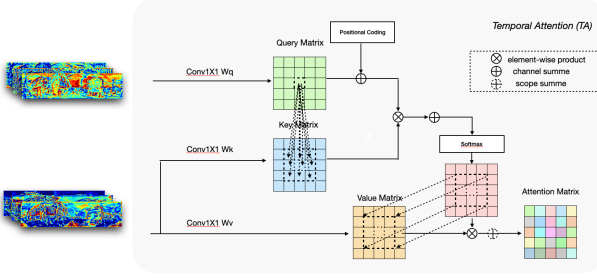 Positional Coding
Temporal Attention (TA)
Query Matrix
element-wise product
channel summe
scope summe
Conv1X1 Wq
Key Matrix
Softmax
Conv1X1 Wk
Value Matrix
Attention Matrix
Conv1X1 Wv